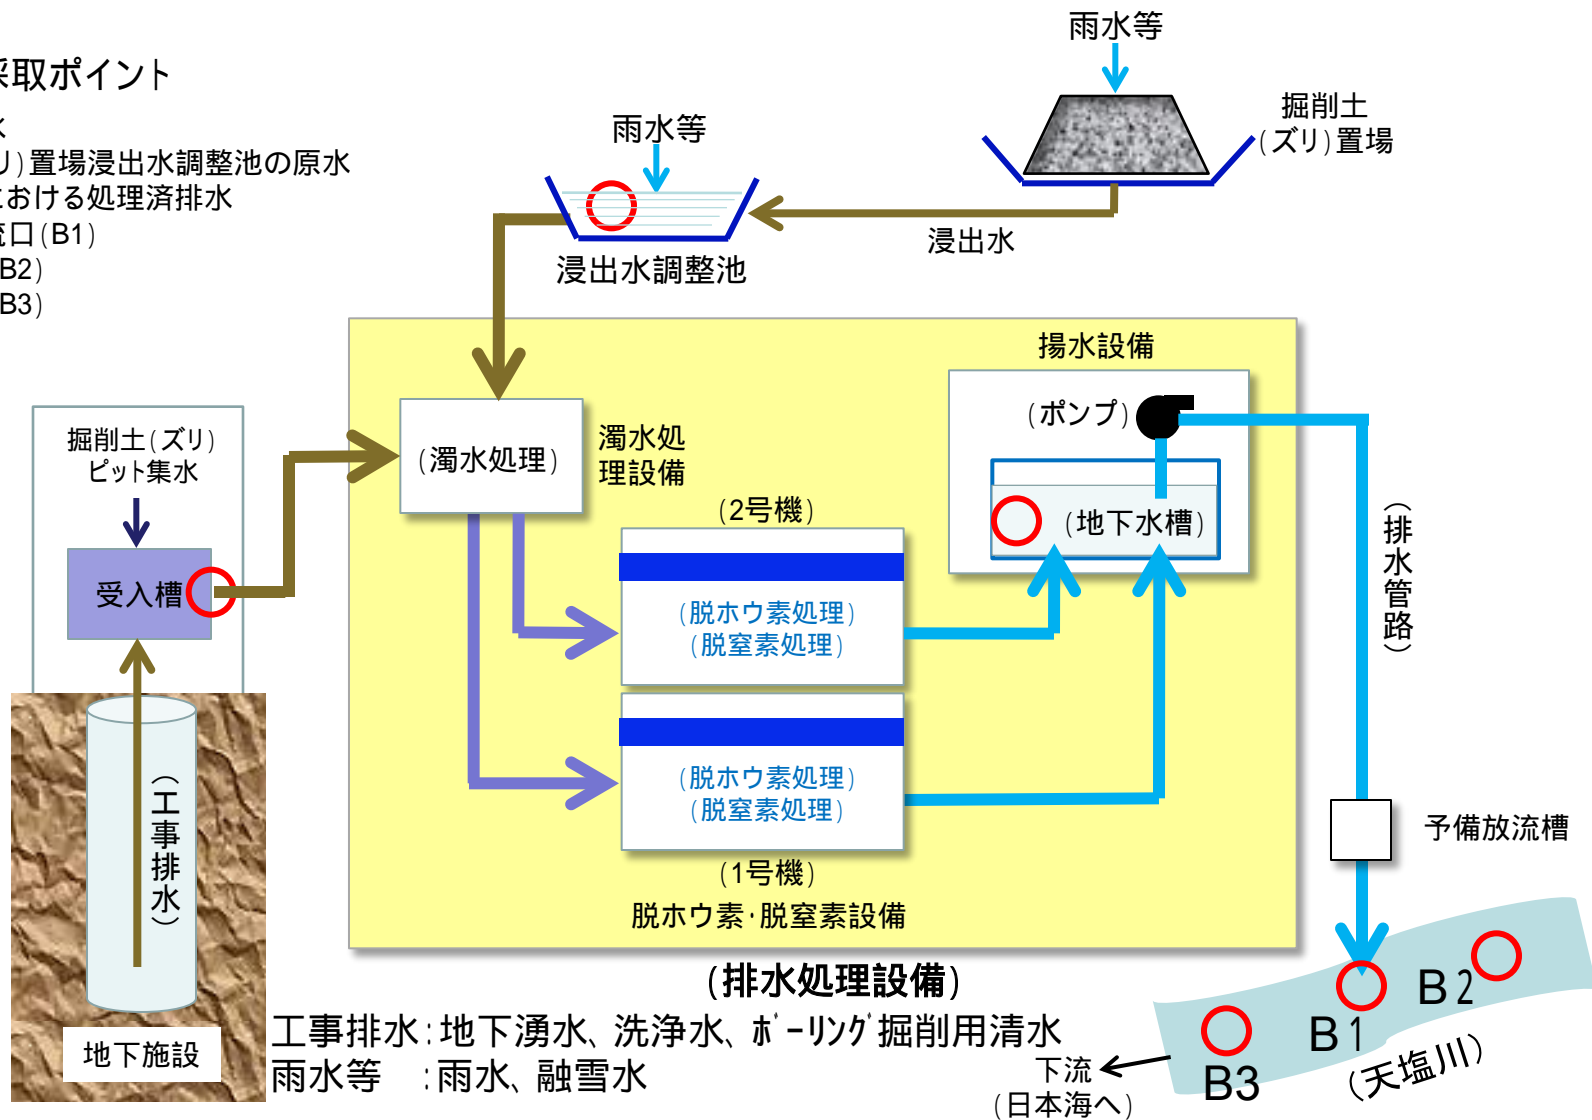 採取ポイント
水
リ)置場浸出水調整池の原水
における処理済排水
流口(B1)
B2)
B3)
雨水等
掘削土
(ズリ)置場
雨水等
浸出水
浸出水調整池
揚水設備
(ポンプ)
(地下水槽)
掘削土(ズリ)
ピット集水
受入槽
(濁水処理)
濁水処
理設備
(2号機)
(脱ホウ素処理)
(脱窒素処理)
(脱ホウ素処理)
(脱窒素処理)
(1号機)
脱ホウ素・脱窒素設備
(排水処理設備)
(排水管路)
予備放流槽
(工事排水)
地下施設
工事排水:地下湧水、洗浄水、ボーリング掘削用清水
雨水等 :雨水、融雪水
B2
B1
B3
(天塩川)
下流
(日本海へ)